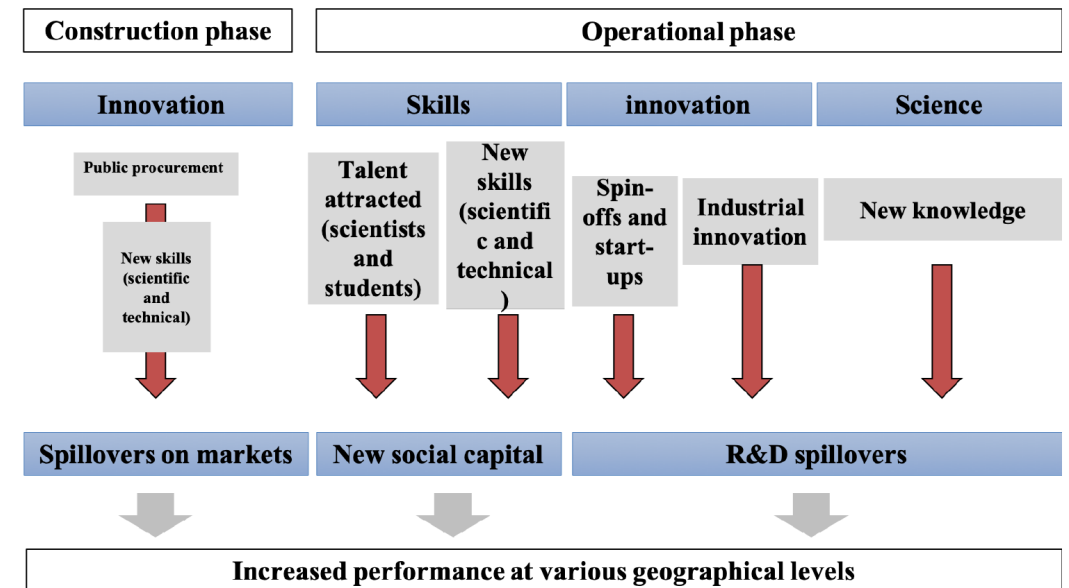 Construction phase
Operational phase
Innovation
Skills
innovation
Science
Public procurement
New skills
(scientific
and
technical)
Talent
attracted
(scientists
and
students)
New
skills
(scientifi
c and
technical
)
Spin-
offs and
start-
ups
Industrial
innovation
New knowledge
Spillovers on markets
New social capital
R&D spillovers
Increased performance at various geographical levels